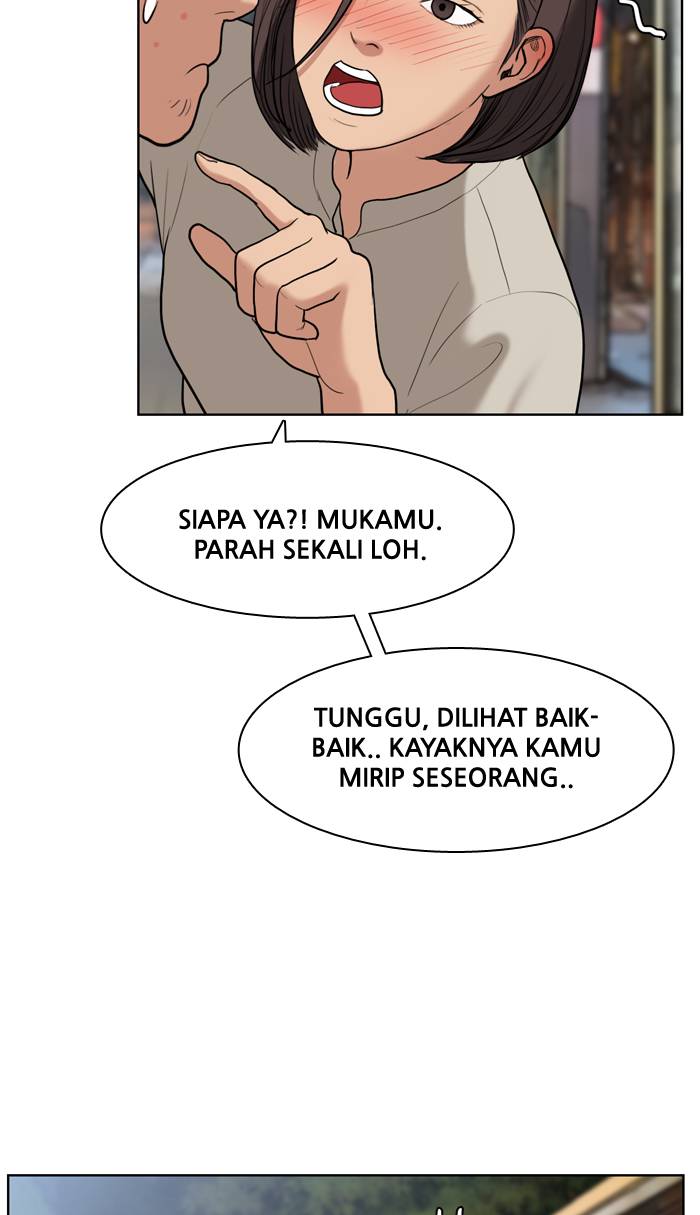 SIAPA YA?! MUKAMU.
PARAH SEKALI LOH.
TUNGGU, DILIHAT BAIK-
BAIK.. KAYAKNYA KAMU
MIRIP SESEORANG..